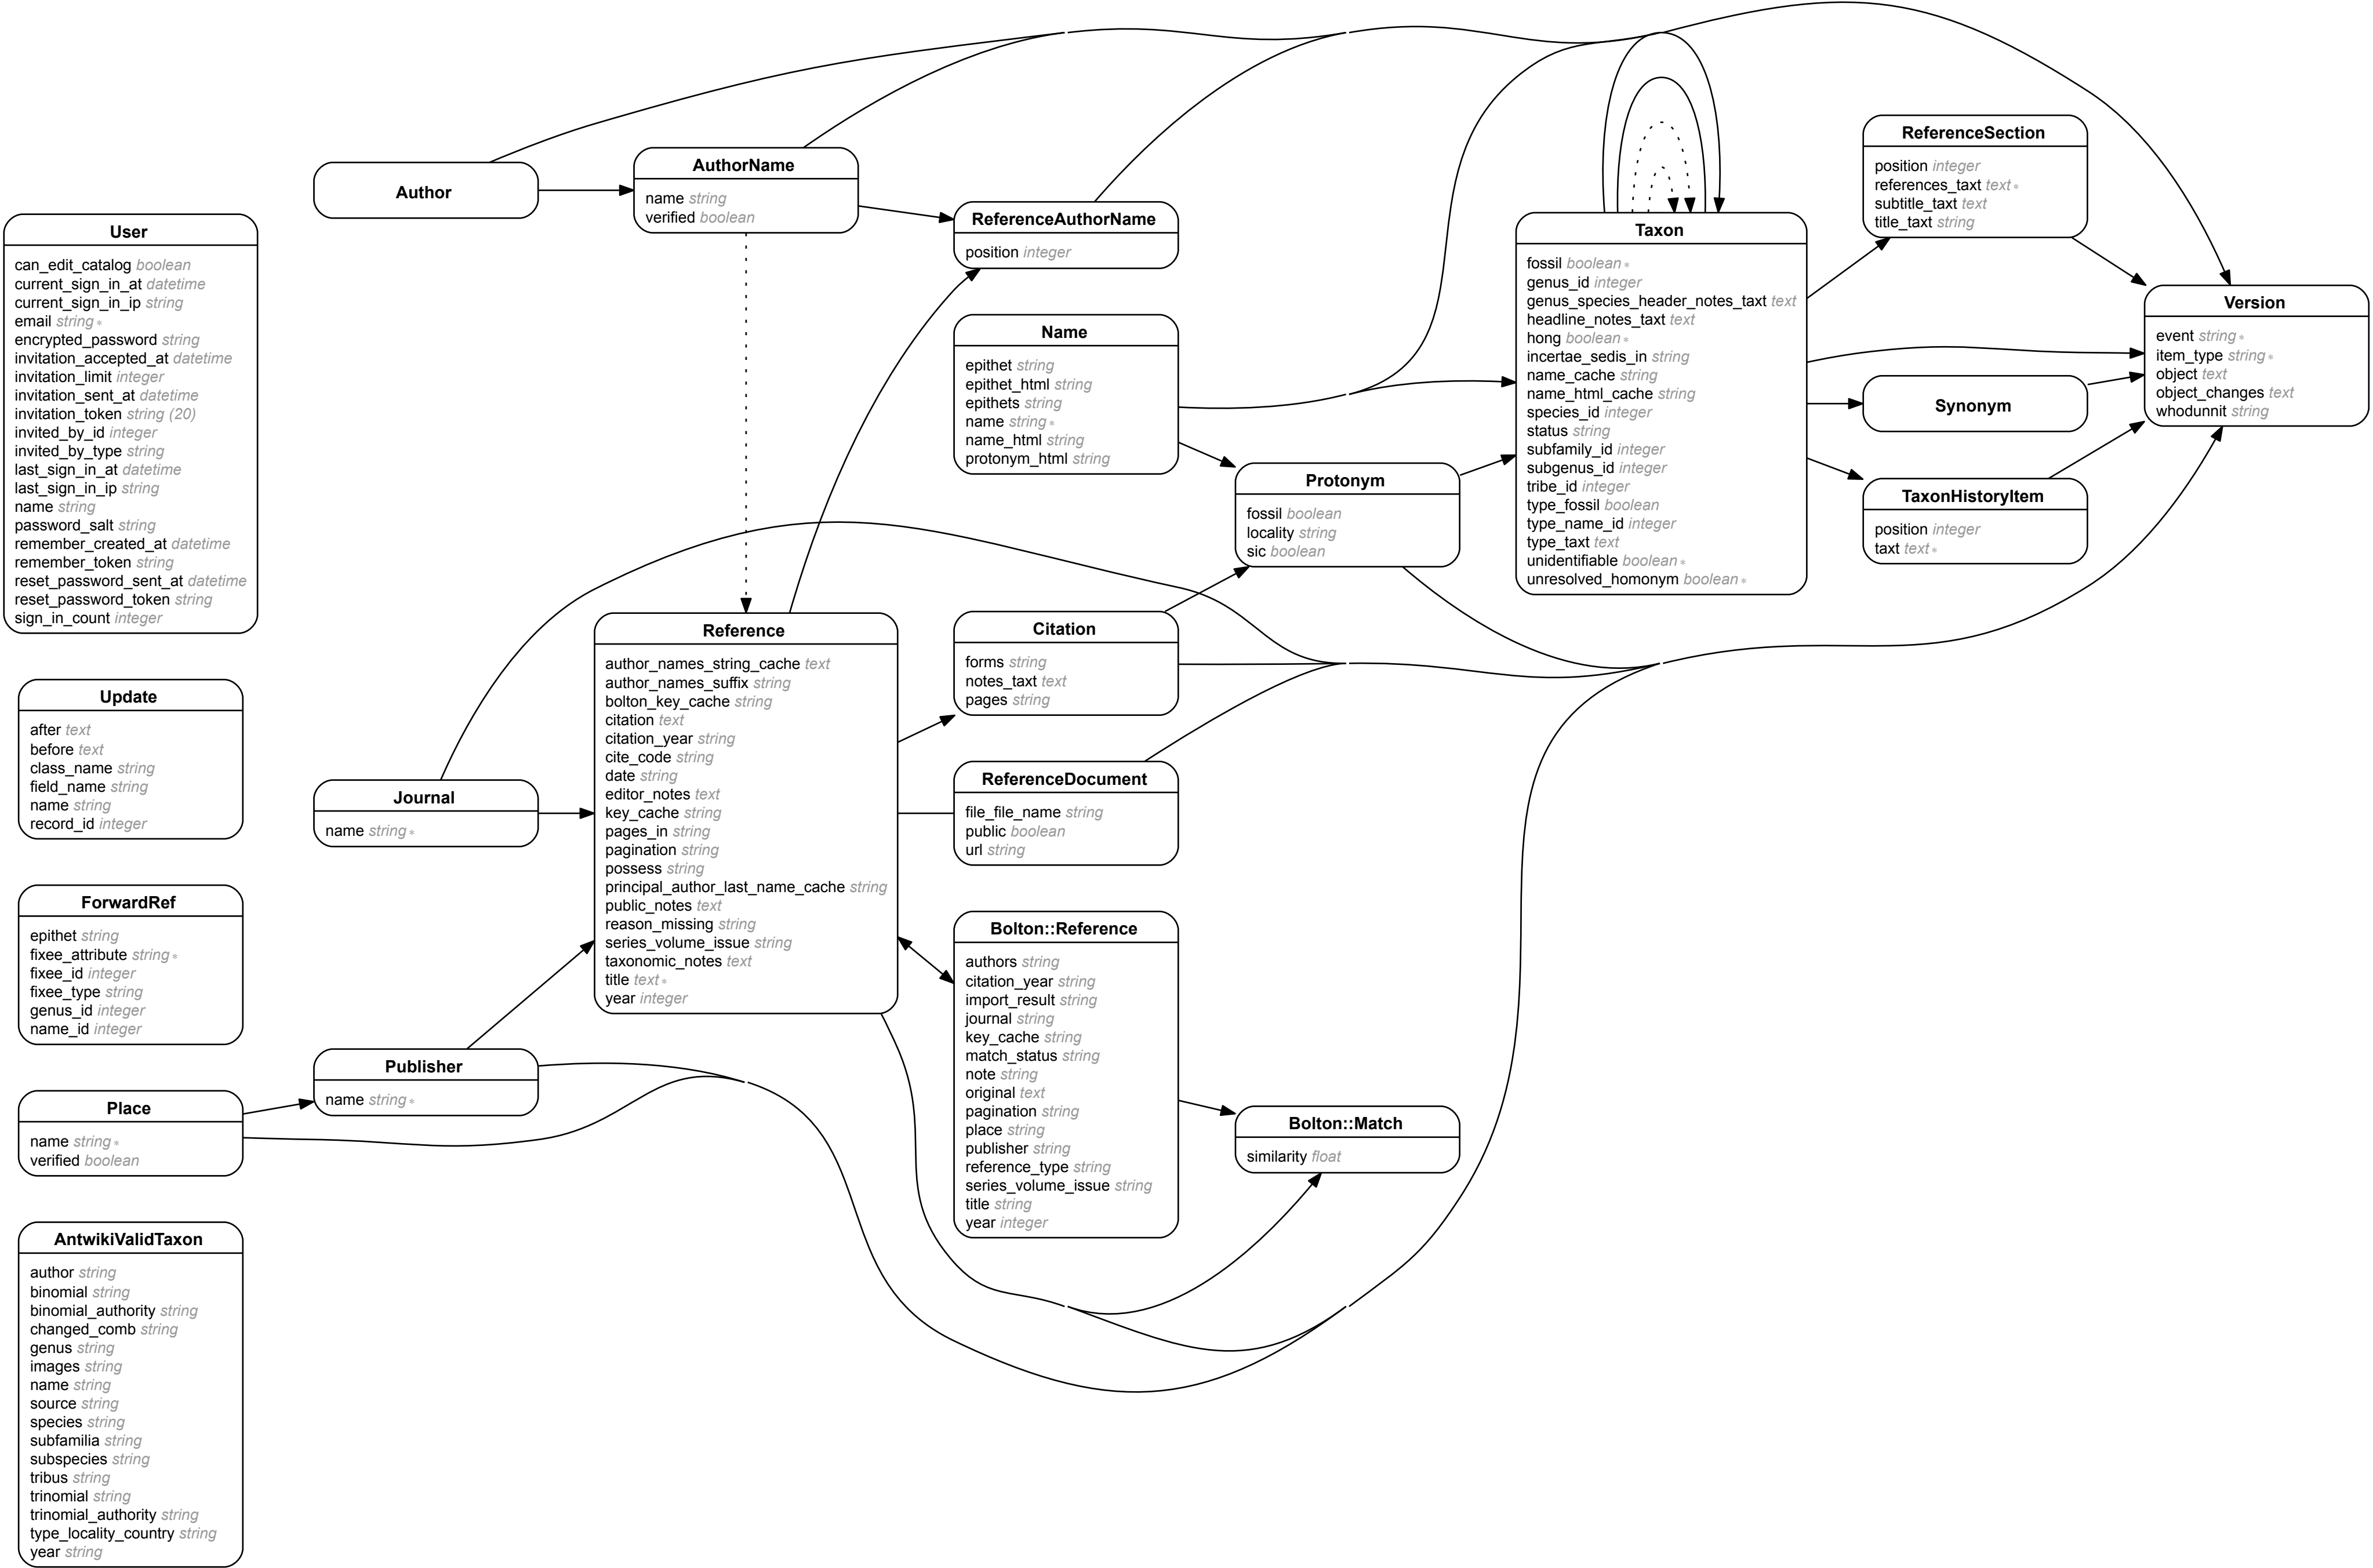 User
can_edit_catalog boolean
current_sign_in_at datetime
current_sign_in_ip string
email string *
encrypted_password string
invitation_accepted_at datetime
invitation_limit integer
invitation_sent_at datetime
invitation_token string (20)
invited_by_id integer
invited_by_type string
last_sign_in_at datetime
last_sign_in_ip string
name string
password_salt string
remember_created_at datetime
remember_token string
reset_password_sent_at datetime
reset_password_token string
sign_in_count integer
Update
after text
before text
class_name string
field_name string
name string
record_id integer
ForwardRef
epithet string
fixee_attribute string *
fixee_id integer
fixee_type string
genus_id integer
name_id integer
Place
name string *
verified boolean
AntwikiValidTaxon
author string
binomial string
binomial_authority string
changed_comb string
genus string
images string
name string
source string
species string
subfamilia string
subspecies string
tribus string
trinomial string
trinomial_authority string
type_locality_country string
year string
Author
Journal
name string *
Publisher
name string *
AuthorName
name string
verified boolean
Reference
author_names_string_cache text
author_names_suffix string
bolton_key_cache string
citation text
citation_year string
cite_code string
date string
editor_notes text
key_cache string
pages_in string
pagination string
possess string
principal_author_last_name_cache string
public_notes text
reason_missing string
series_volume_issue string
taxonomic_notes text
title text *
year integer
ReferenceAuthorName
position integer
Name
epithet string
epithet_html string
epithets string
name string *
name_html string
protonym_html string
Citation
forms string
notes_taxt text
pages string
ReferenceDocument
file_file_name string
public boolean
url string
Bolton::Reference
authors string
citation_year string
import_result string
journal string
key_cache string
match_status string
note string
original text
pagination string
place string
publisher string
reference_type string
series_volume_issue string
title string
year integer
Protonym
fossil boolean
locality string
sic boolean
Bolton::Match
similarity float
Taxon
fossil boolean *
genus_id integer
genus_species_header_notes_taxt text
headline_notes_taxt text
hong boolean *
incertae_sedis_in string
name_cache string
name_html_cache string
species_id integer
status string
subfamily_id integer
subgenus_id integer
tribe_id integer
type_fossil boolean
type_name_id integer
type_taxt text
unidentifiable boolean *
unresolved_homonym boolean *
ReferenceSection
position integer
references_taxt text *
subtitle_taxt text
title_taxt string
Synonym
TaxonHistoryItem
position integer
taxt text *
Version
event string *
item_type string *
object text
object_changes text
whodunnit string